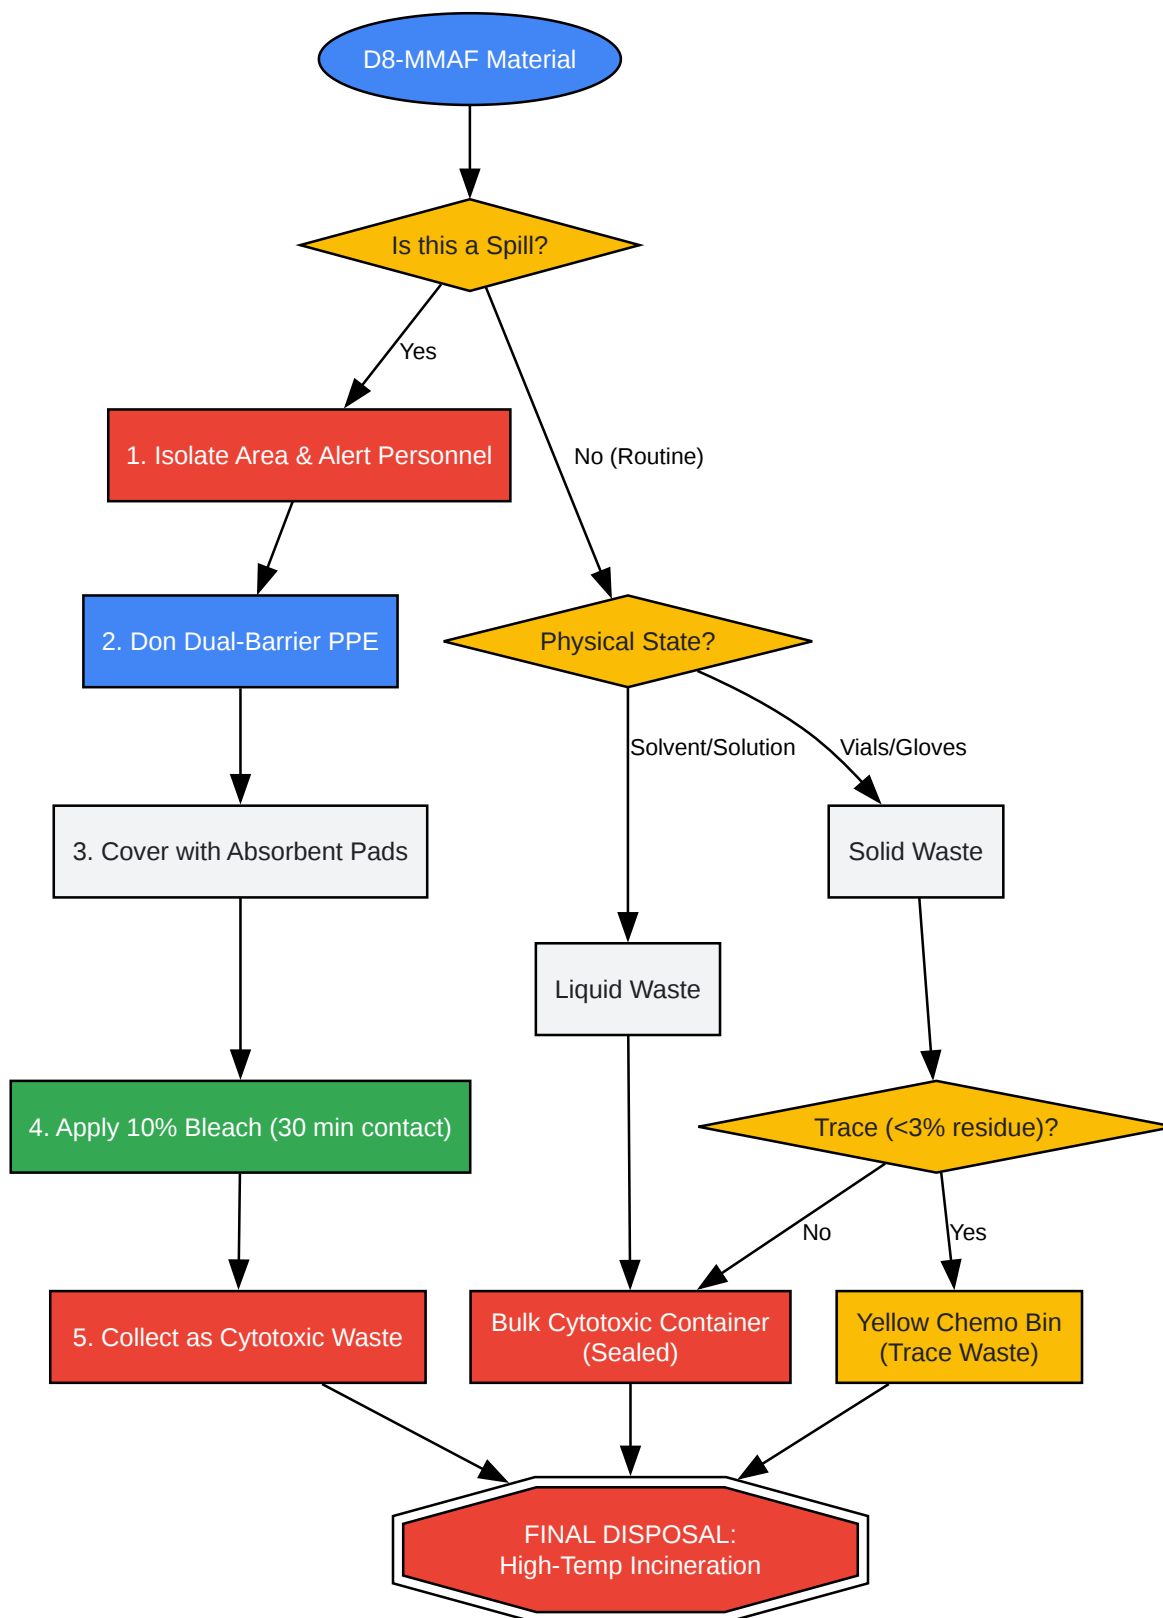 D8-MMAF Material
Is this a Spill?
Yes
1. Isolate Area & Alert Personnel
No (Routine)
2. Don Dual-Barrier PPE
Physical State?
Solvent/Solution
Vials/Gloves
3. Cover with Absorbent Pads
Solid Waste
Liquid Waste
4. Apply 10% Bleach (30 min contact)
Trace (<3% residue)?
No
Yes
5. Collect as Cytotoxic Waste
Bulk Cytotoxic Container
(Sealed)
Yellow Chemo Bin
(Trace Waste)
FINAL DISPOSAL:
High-Temp Incineration